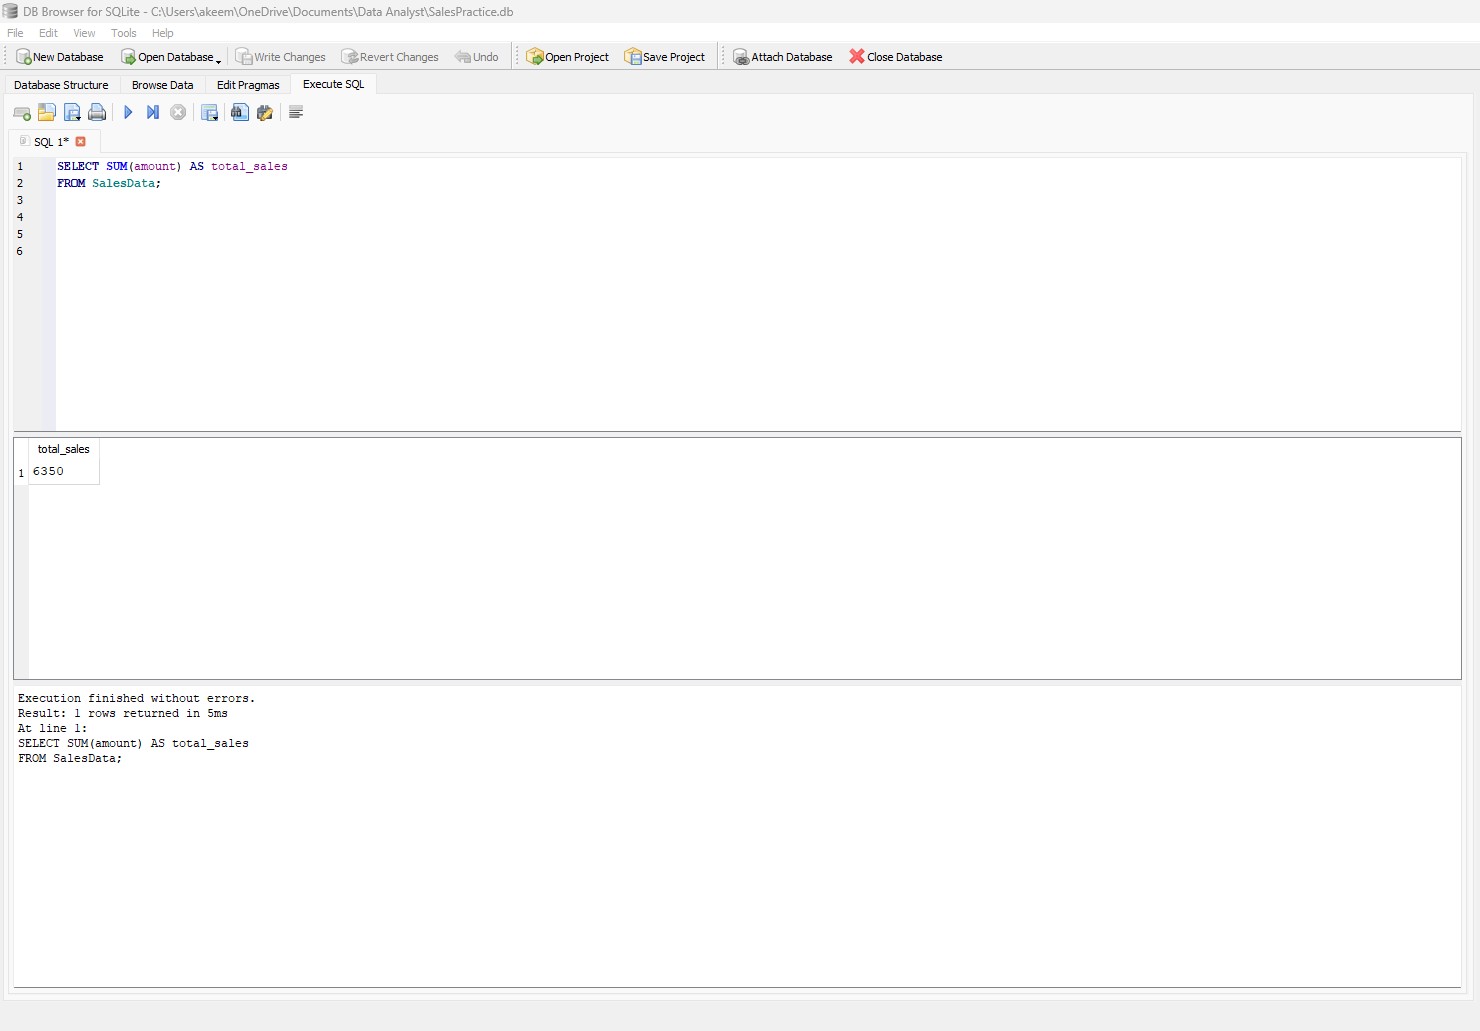 DB Browser for SQLite - C:\Users\akeem\OneDrive\Documents\Data Analyst\SalesPractice.db
File Edit View Tools Help
New Database Open Database Write Changes Revert Changes Undo Open Project Save Project Attach Database Close Database
Database Structure Browse Data Edit Pragmas Execute SQL
SQL 1*
1 SELECT SUM(amount) AS total_sales
2 FROM SalesData;
3
4
5
6
total_sales
1 6350
Execution finished without errors.
Result: 1 rows returned in 5ms
At line 1:
SELECT SUM(amount) AS total_sales
FROM SalesData;